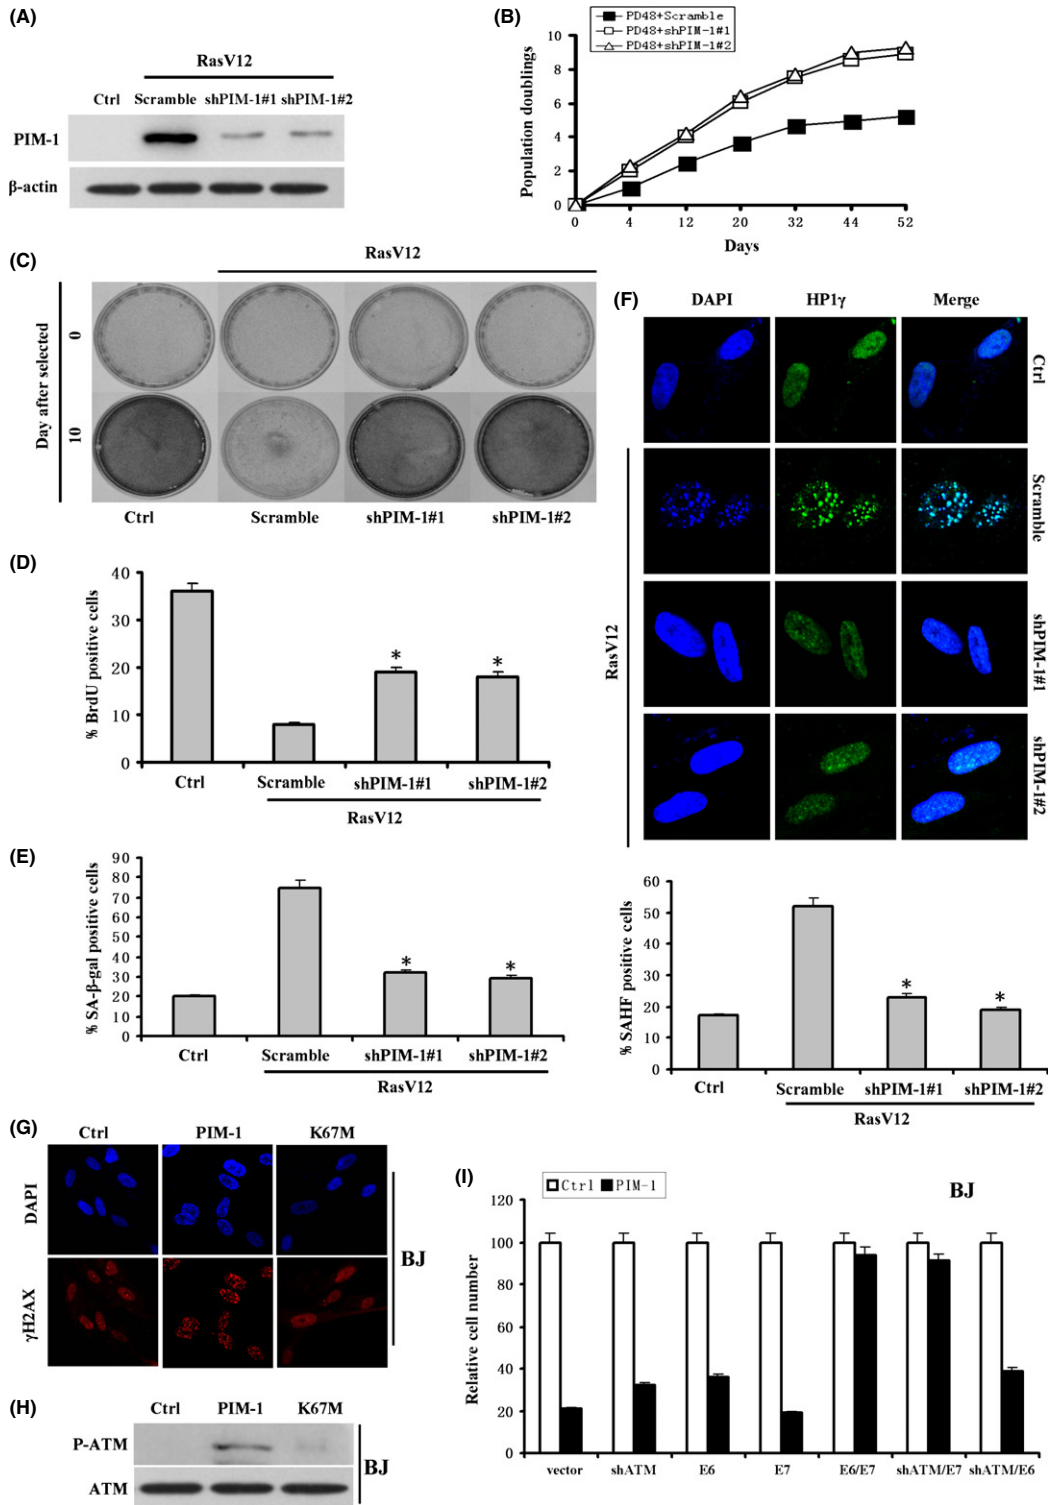 (A)
RasV12
Ctrl Scramble shPIM-1#1 shPIM-1#2
PIM-1
β-actin
(B)
PD48+Scramble
PD48+shPIM-1#1
PD48+shPIM-1#2
Population doublings
10
8
6
4
2
0
0 4 12 20 32 44 52
Days
(C)
RasV12
Day after selected
0
10
Ctrl Scramble shPIM-1#1 shPIM-1#2
(D)
% BrdU positive cells
40
30
20
10
0
Ctrl Scramble shPIM-1#1 shPIM-1#2
* *
RasV12
(E)
% SA-β-gal positive cells
90
80
70
60
50
40
30
20
10
0
* *
Ctrl Scramble shPIM-1#1 shPIM-1#2
RasV12
(F)
DAPI HP1γ Merge
Ctrl
Scramble
shPIM-1#1
shPIM-1#2
RasV12
% SAHF positive cells
60
50
40
30
20
10
0
* *
Ctrl Scramble shPIM-1#1 shPIM-1#2
RasV12
(G)
Ctrl PIM-1 K67M
DAPI
γH2AX
BJ
(H)
Ctrl PIM-1 K67M
P-ATM
ATM
BJ
(I)
Ctrl PIM-1
BJ
Relative cell number
120
100
80
60
40
20
0
vector shATM E6 E7 E6/E7 shATM/E7 shATM/E6